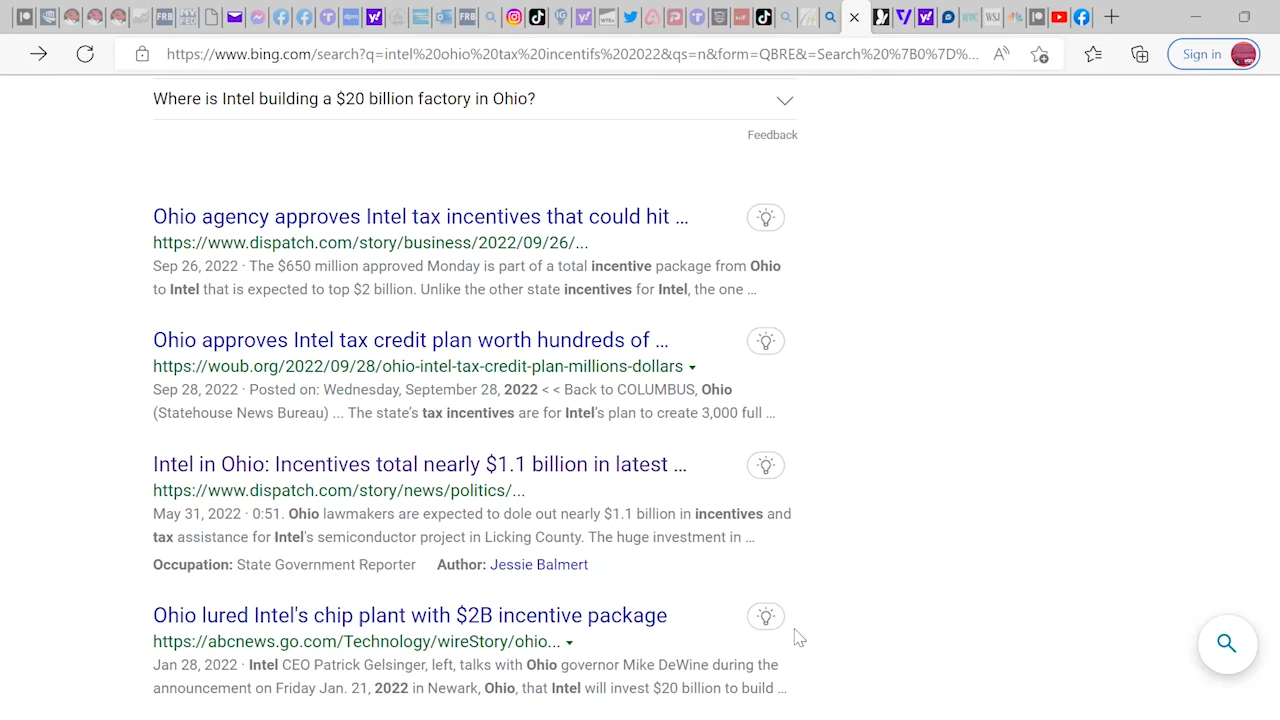 https://www.bing.com/search?q=intel%20ohio%20tax%20incentifs%202022&qs=n&form=QBRE&=Search%20%7B0%7D%...
Sign in
Where is Intel building a $20 billion factory in Ohio?
Feedback
Ohio agency approves Intel tax incentives that could hit ...
https://www.dispatch.com/story/business/2022/09/26/...
Sep 26, 2022 · The $650 million approved Monday is part of a total incentive package from Ohio
to Intel that is expected to top $2 billion. Unlike the other state incentives for Intel, the one ...
Ohio approves Intel tax credit plan worth hundreds of ...
https://woub.org/2022/09/28/ohio-intel-tax-credit-plan-millions-dollars
Sep 28, 2022 · Posted on: Wednesday, September 28, 2022 < < Back to COLUMBUS, Ohio
(Statehouse News Bureau) ... The state's tax incentives are for Intel's plan to create 3,000 full ...
Intel in Ohio: Incentives total nearly $1.1 billion in latest ...
https://www.dispatch.com/story/news/politics/...
May 31, 2022 · 0:51. Ohio lawmakers are expected to dole out nearly $1.1 billion in incentives and
tax assistance for Intel's semiconductor project in Licking County. The huge investment in ...
Occupation: State Government Reporter Author: Jessie Balmert
Ohio lured Intel's chip plant with $2B incentive package
https://abcnews.go.com/Technology/wireStory/ohio...
Jan 28, 2022 · Intel CEO Patrick Gelsinger, left, talks with Ohio governor Mike DeWine during the
announcement on Friday Jan. 21, 2022 in Newark, Ohio, that Intel will invest $20 billion to build ...